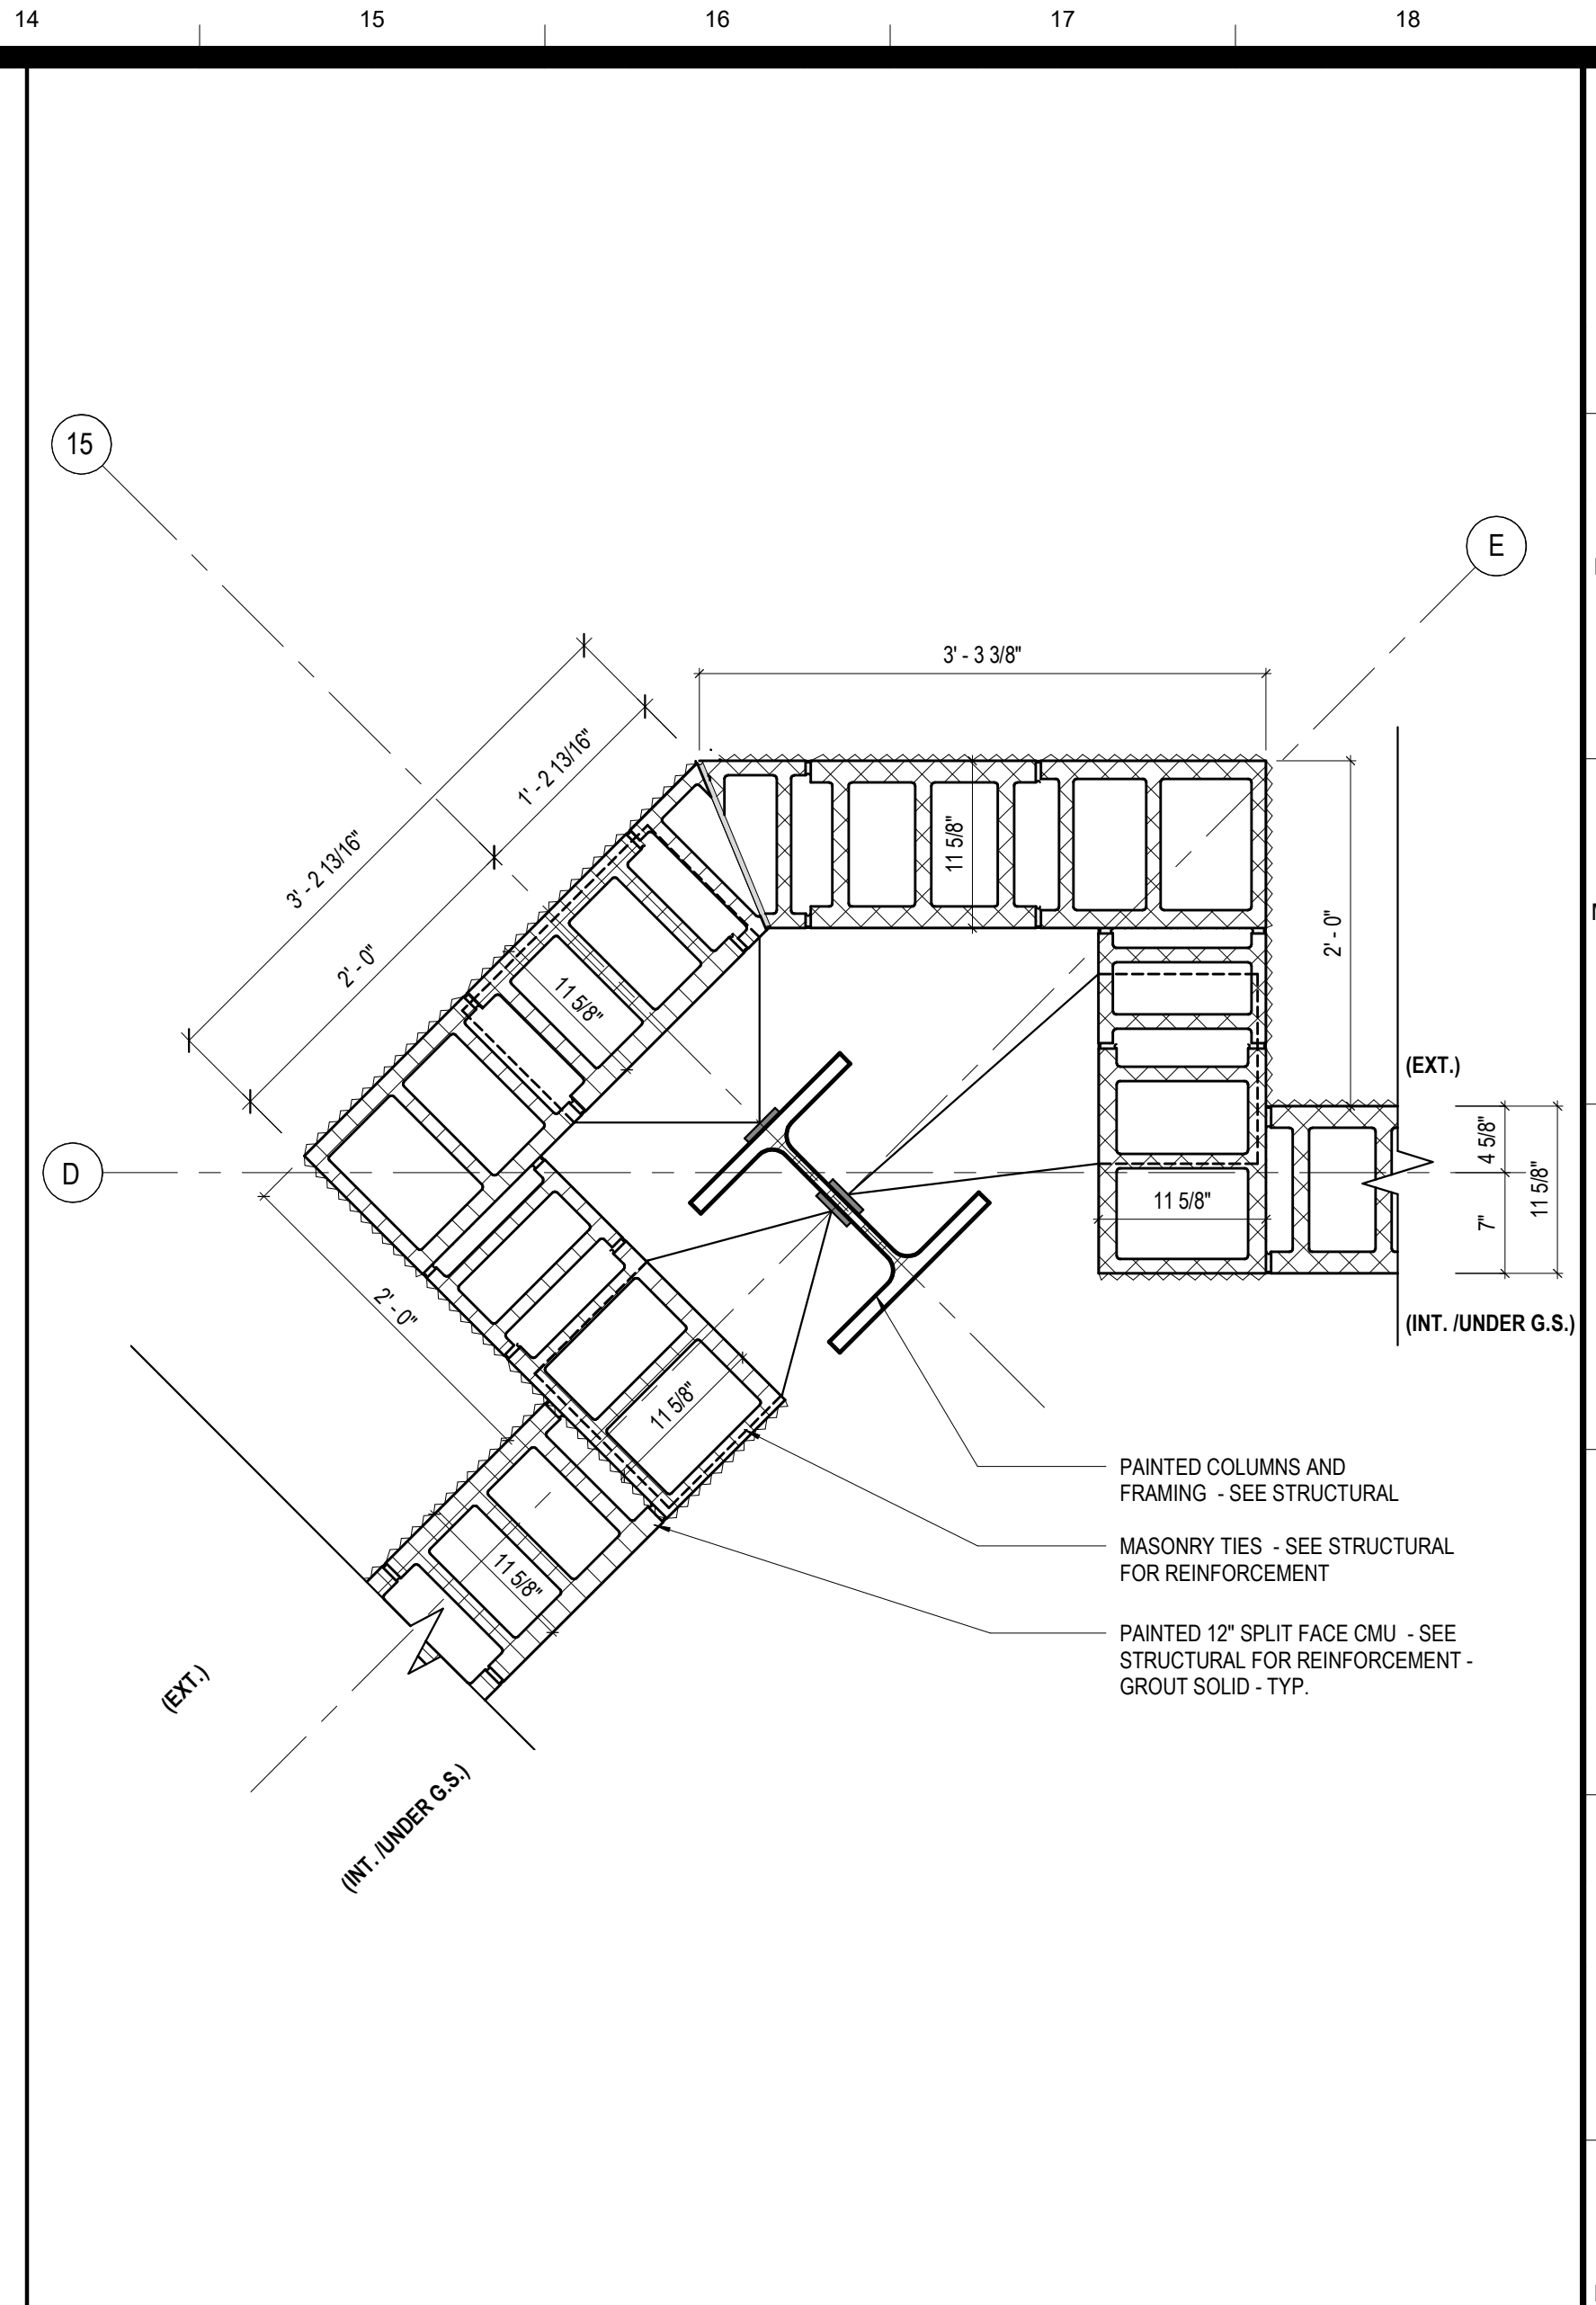 14 15 16 17 18
15
E
3' - 3 3/8"
1' - 2 13/16"
3' - 2 13/16"
2' - 0"
11 5/8"
11 5/8"
2' - 0"
(EXT.)
D
4 5/8"
11 5/8"
7"
11 5/8"
2' - 0"
(INT. /UNDER G.S.)
11 5/8"
PAINTED COLUMNS AND
FRAMING - SEE STRUCTURAL
MASONRY TIES - SEE STRUCTURAL
FOR REINFORCEMENT
11 5/8"
PAINTED 12" SPLIT FACE CMU - SEE
STRUCTURAL FOR REINFORCEMENT -
GROUT SOLID - TYP.
(EXT.)
(INT. /UNDER G.S.)